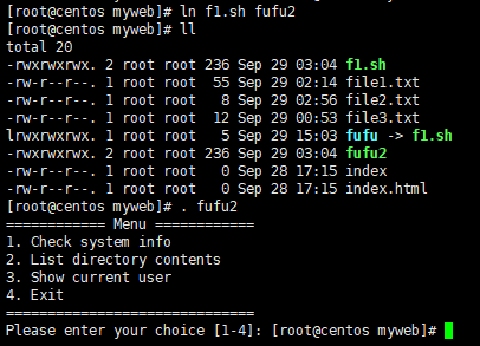 [root@centos myweb]# ln f1.sh fufu2
[root@centos myweb]# ll
total 20
-rwxrwxrwx. 2 root root 236 Sep 29 03:04 f1.sh
-rw-r--r--. 1 root root  55 Sep 29 02:14 file1.txt
-rw-r--r--. 1 root root   8 Sep 29 02:56 file2.txt
-rw-r--r--. 1 root root  12 Sep 29 00:53 file3.txt
lrwxrwxrwx. 1 root root   5 Sep 29 15:03 fufu -> f1.sh
-rwxrwxrwx. 2 root root 236 Sep 29 03:04 fufu2
-rw-r--r--. 1 root root   0 Sep 28 17:15 index
-rw-r--r--. 1 root root   0 Sep 28 17:15 index.html
[root@centos myweb]# . fufu2
============ Menu ============
1. Check system info
2. List directory contents
3. Show current user
4. Exit
==============================
Please enter your choice [1-4]: [root@centos myweb]#